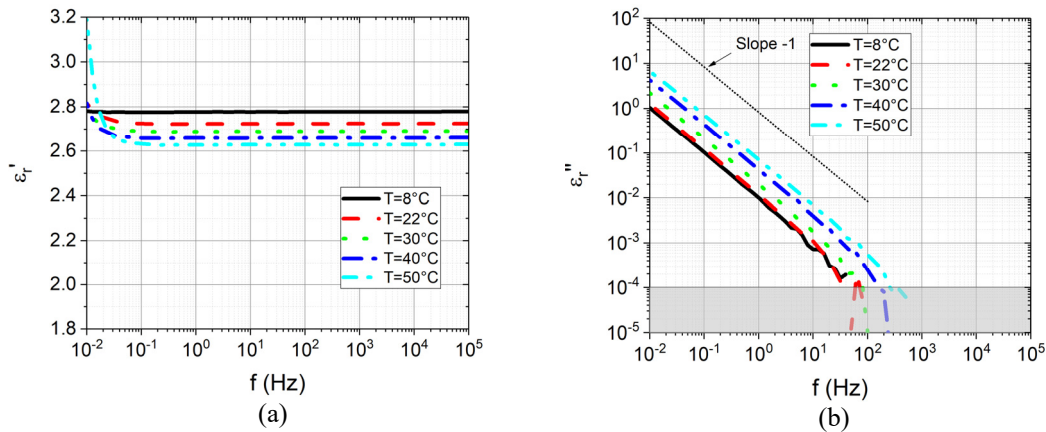 3.2
3.0
2.8
2.6
2.4
2.2
2.0
1.8
εr'
T=8°C
T=22°C
T=30°C
T=40°C
T=50°C
10-2 10-1 100 101 102 103 104 105
f (Hz)
(a)
102
101
100
10-1
10-2
10-3
10-4
10-5
εr''
Slope -1
T=8°C
T=22°C
T=30°C
T=40°C
T=50°C
10-2 10-1 100 101 102 103 104 105
f (Hz)
(b)